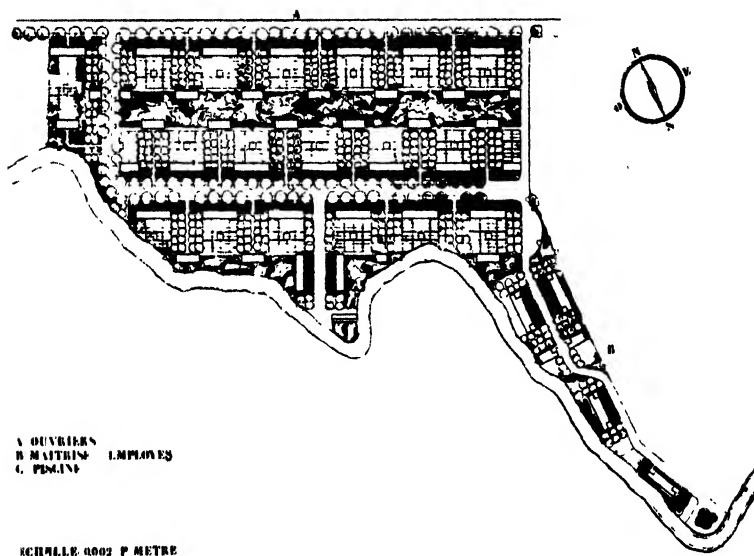 A
N
B
A OUVRIERS
B MAITRISE EMPLOYES
C PISCINE
ECHELLE 0.002 P METRE